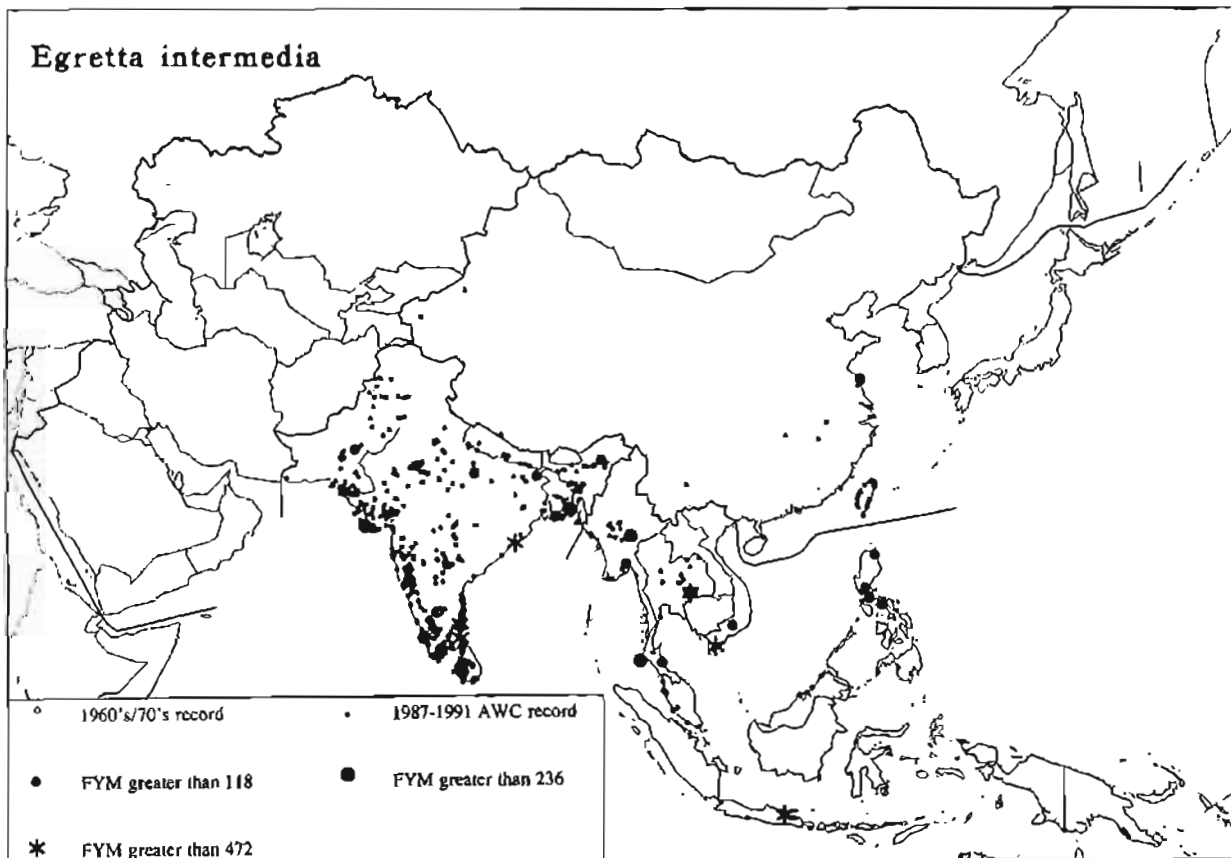 Egretta intermedia
1960's/70's record
1987-1991 AWC record
FYM greater than 118
FYM greater than 236
FYM greater than 472